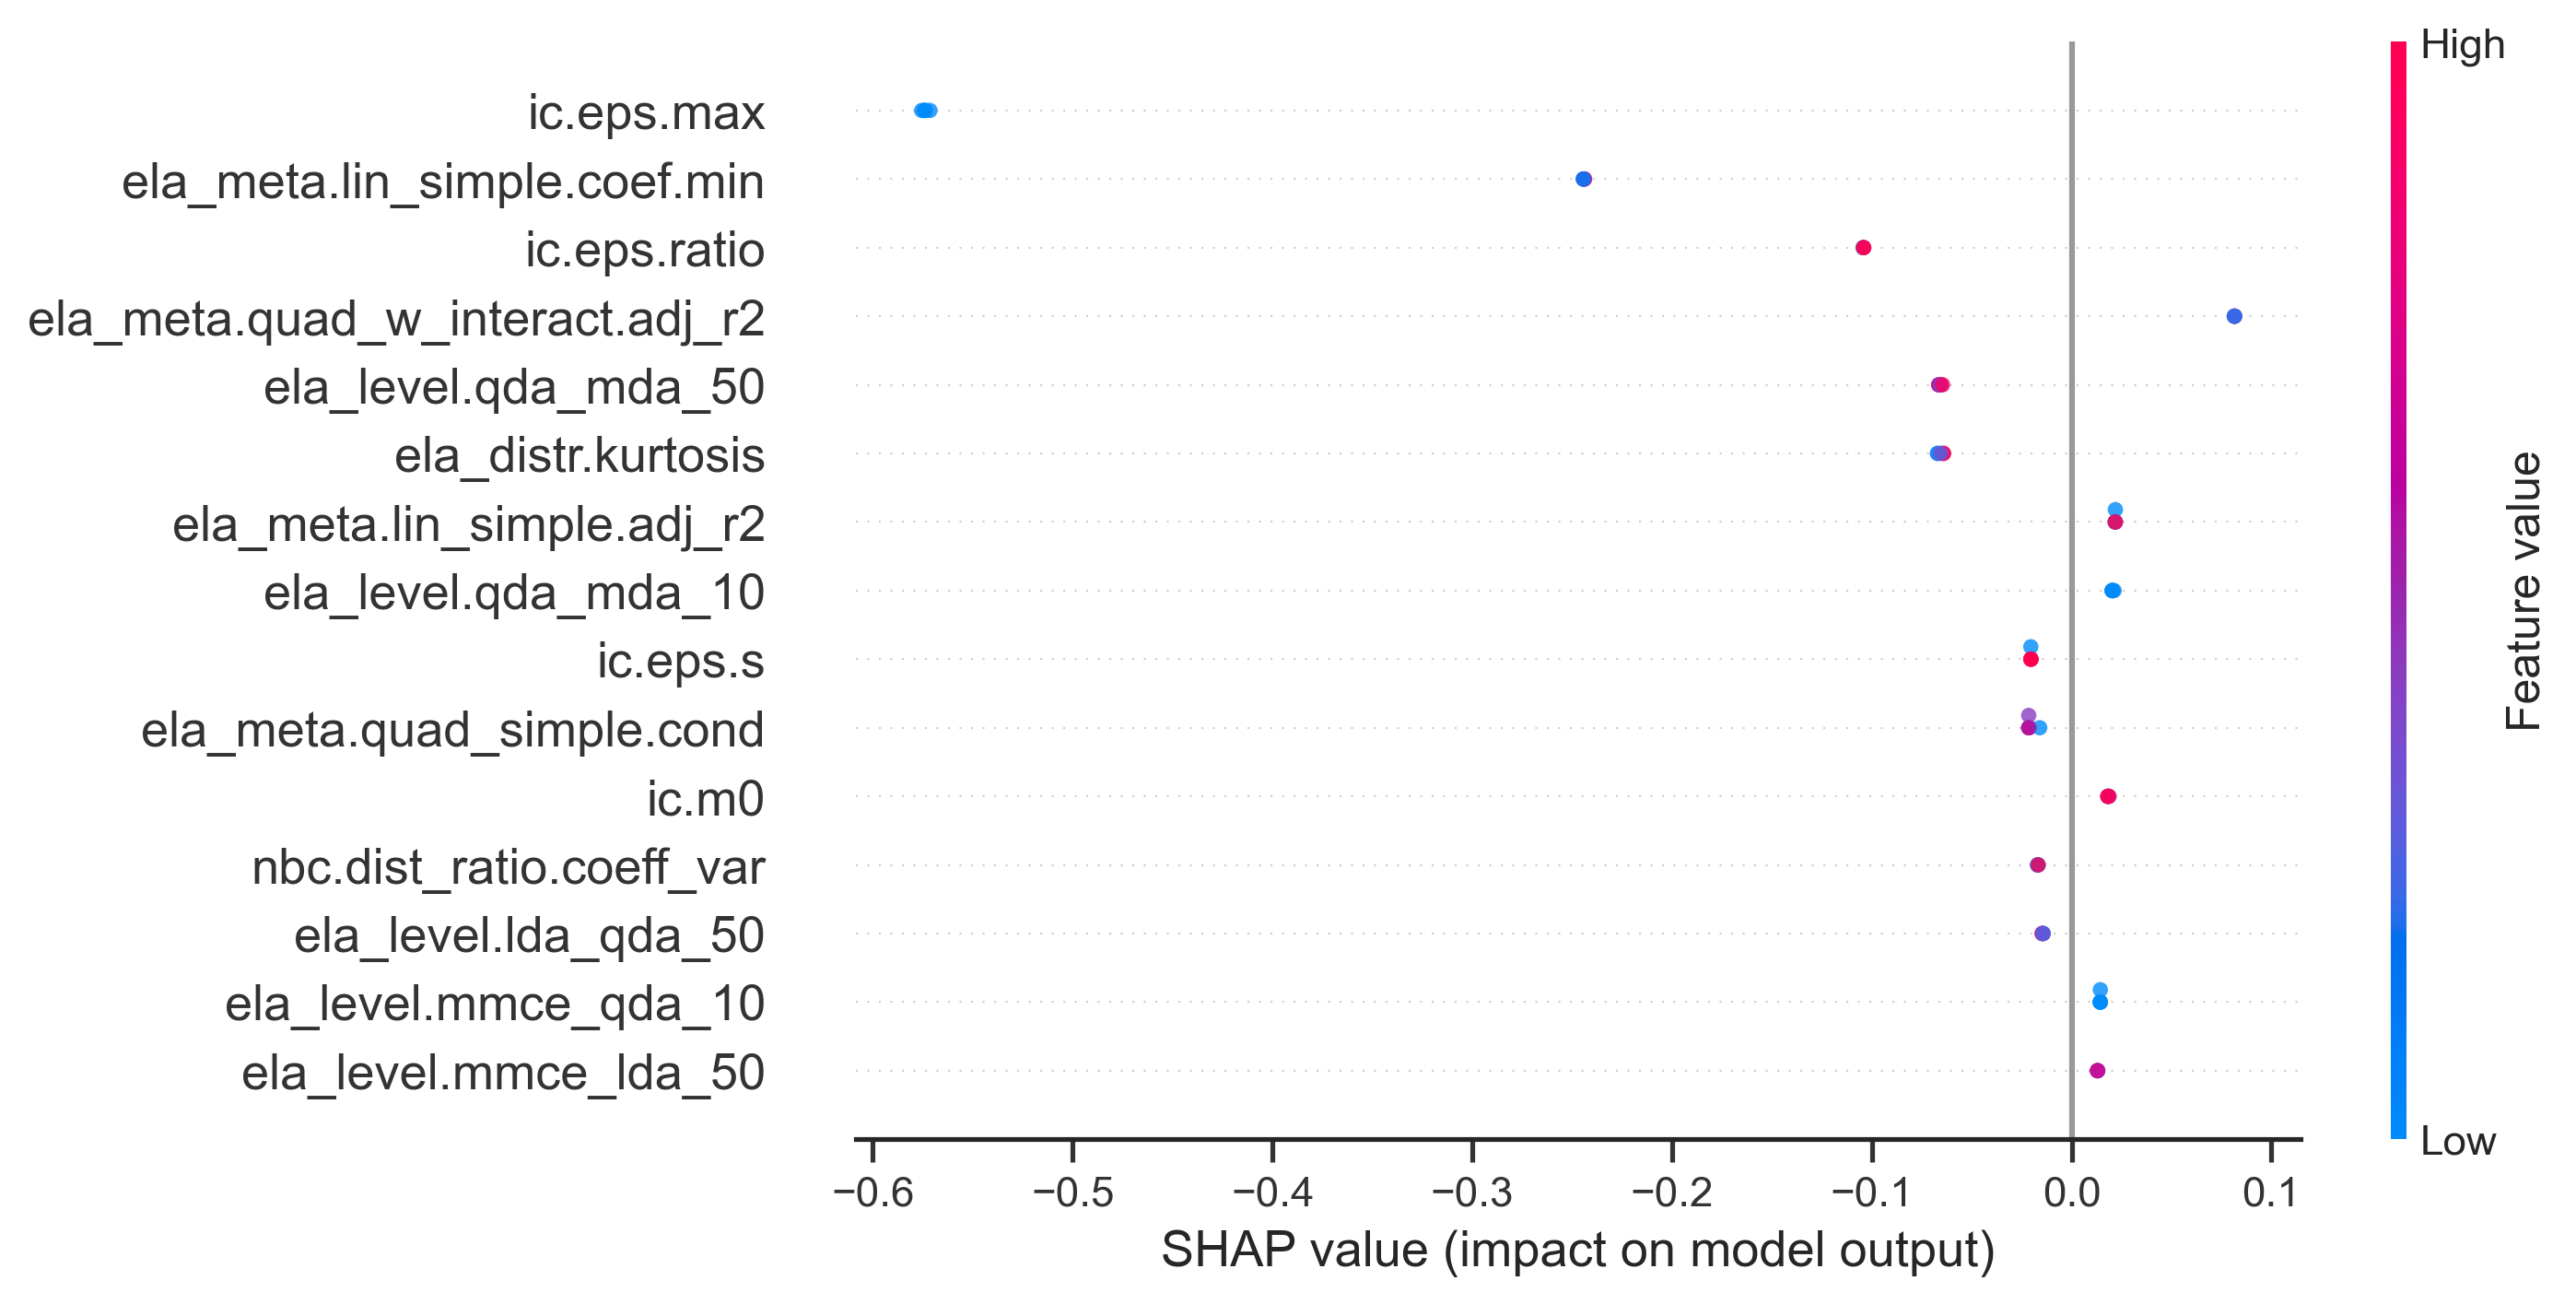 High
ic.eps.max
ela_meta.lin_simple.coef.min
ic.eps.ratio
ela_meta.quad_w_interact.adj_r2
ela_level.qda_mda_50
ela_distr.kurtosis
ela_meta.lin_simple.adj_r2
ela_level.qda_mda_10
ic.eps.s
ela_meta.quad_simple.cond
ic.m0
nbc.dist_ratio.coeff_var
ela_level.lda_qda_50
ela_level.mmce_qda_10
ela_level.mmce_lda_50
Feature value
Low
−0.6 −0.5 −0.4 −0.3 −0.2 −0.1 0.0 0.1
SHAP value (impact on model output)